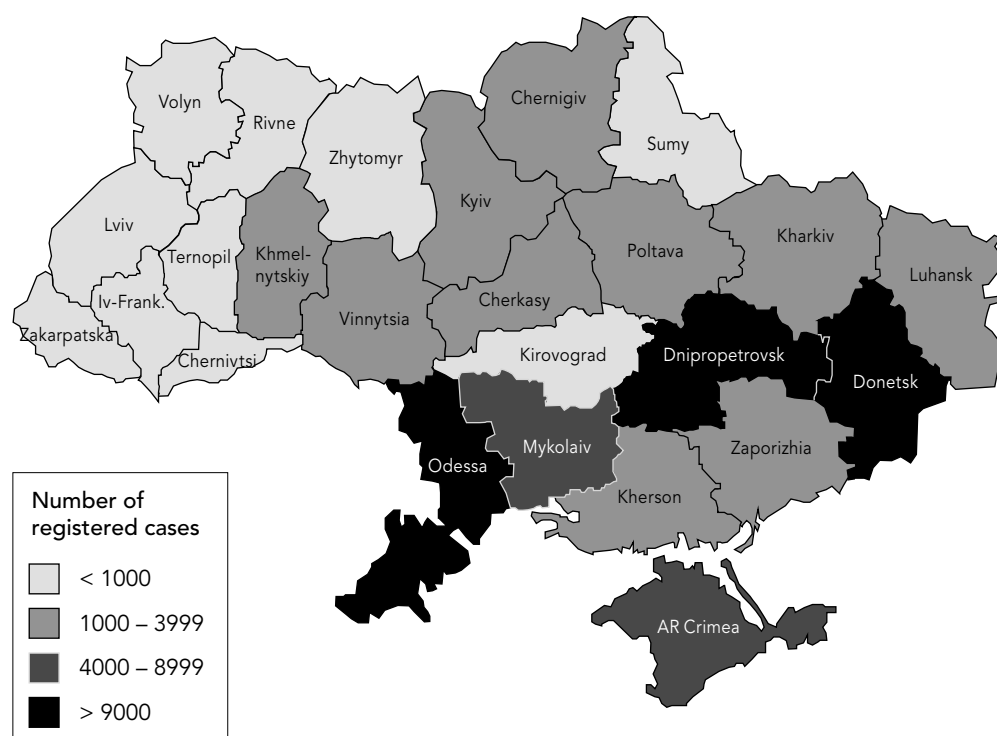 Chernigiv
Volyn
Rivne
Sumy
Zhytomyr
Kyiv
Lviv
Kharkiv
Poltava
Khmel-
nytskiy
Ternopil
Luhansk
Iv-Frank.
Cherkasy
Vinnytsia
Zakarpatska
Chernivtsi
Kirovograd
Dnipropetrovsk
Donetsk
Mykolaiv
Zaporizhia
Odessa
Kherson
AR Crimea
Number of
registered cases
< 1000
1000 – 3999
4000 – 8999
> 9000